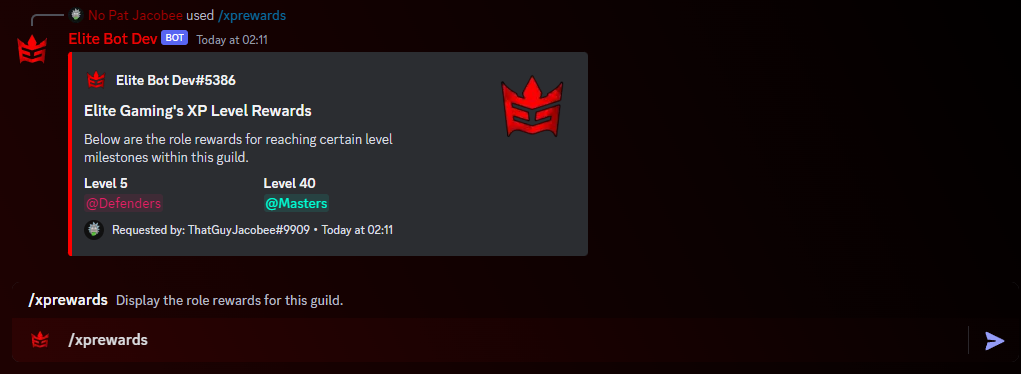 No Pat Jacobee used /xprewards
Elite Bot Dev BOT Today at 02:11
Elite Bot Dev#5386
Elite Gaming's XP Level Rewards
Below are the role rewards for reaching certain level
milestones within this guild.
Level 5 Level 40
@Defenders @Masters
Requested by: ThatGuyJacobee#9909 • Today at 02:11
/xprewards Display the role rewards for this guild.
/xprewards